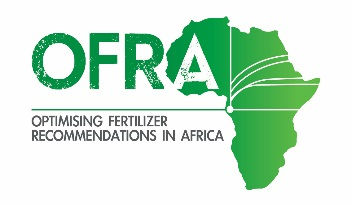 OFRA
OPTIMISING FERTILIZER
RECOMMENDATIONS IN AFRICA